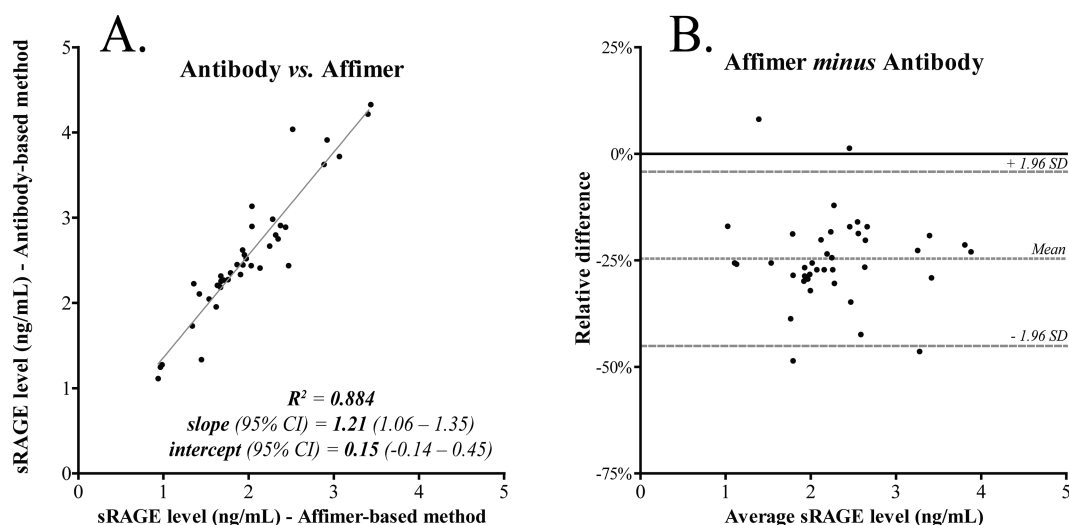 A.
Antibody vs. Affimer
sRAGE level (ng/mL) - Antibody-based method
5
4
3
2
1
0
R² = 0.884
slope (95% CI) = 1.21 (1.06 – 1.35)
intercept (95% CI) = 0.15 (-0.14 – 0.45)
0 1 2 3 4 5
sRAGE level (ng/mL) - Affimer-based method
B.
Affimer minus Antibody
Relative difference
25%
0%
-25%
-50%
-75%
+ 1.96 SD
Mean
- 1.96 SD
0 1 2 3 4 5
Average sRAGE level (ng/mL)